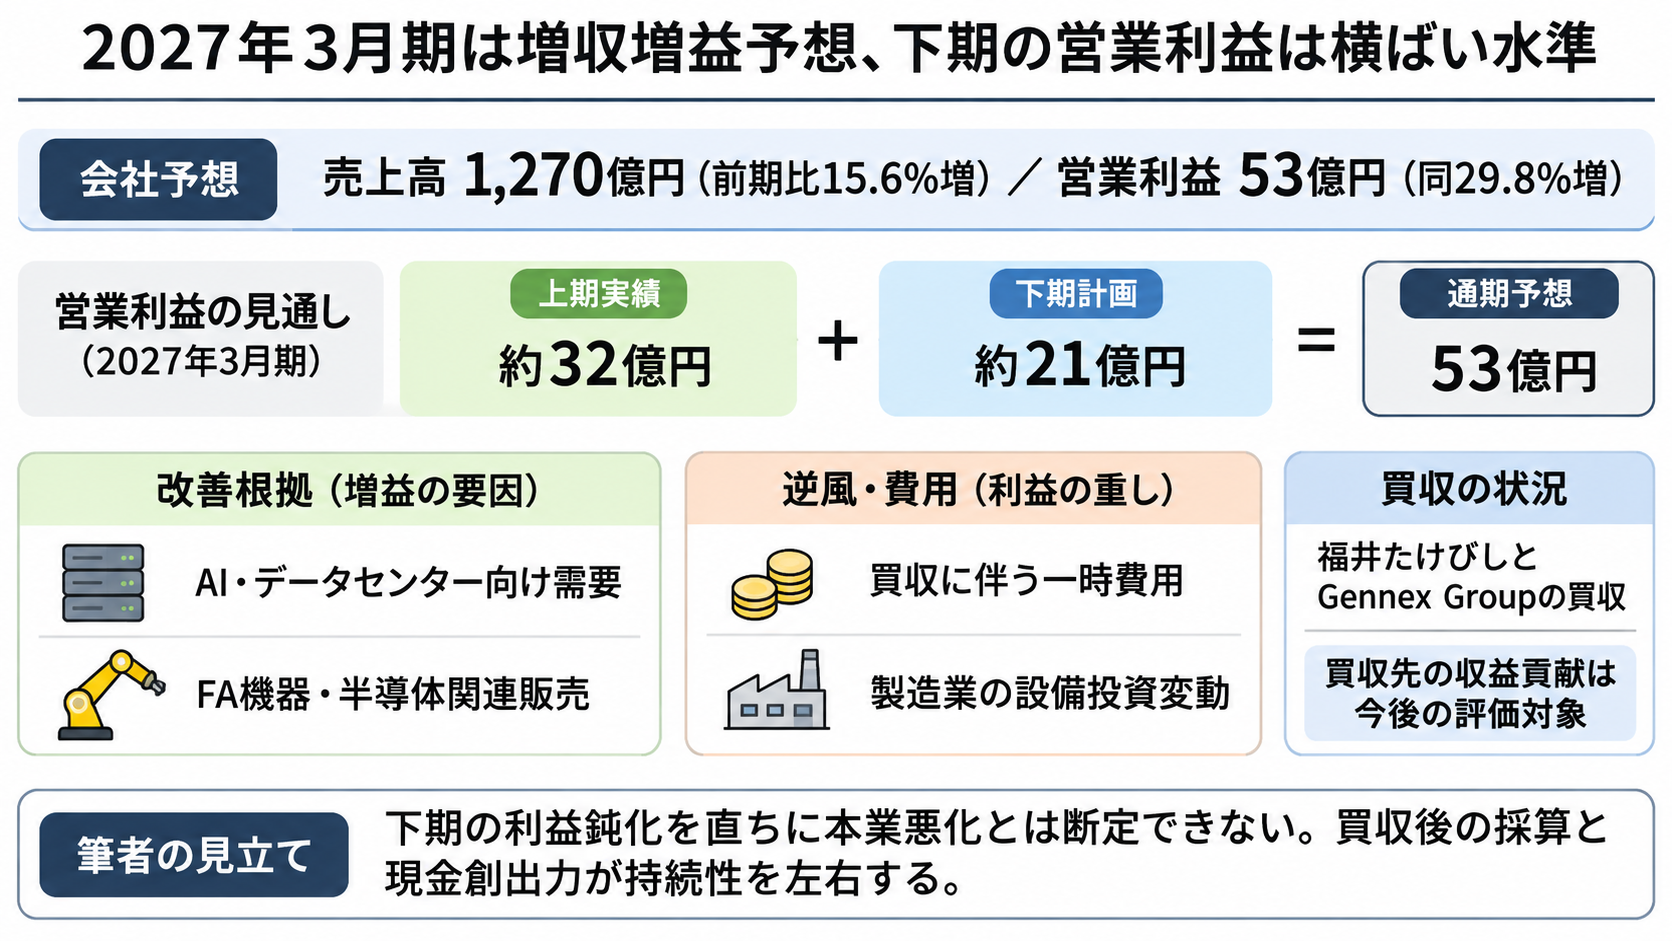 2027年3月期は増収増益予想、下期の営業利益は横ばい水準
会社予想
売上高 1,270億円（前期比15.6%増）／ 営業利益 53億円（同29.8%増）
営業利益の見通し
（2027年3月期）
上期実績
約32億円
+
下期計画
約21億円
=
通期予想
53億円
改善根拠（増益の要因）
AI・データセンター向け需要
FA機器・半導体関連販売
逆風・費用（利益の重し）
買収に伴う一時費用
製造業の設備投資変動
買収の状況
福井たけびしと
Gennex Groupの買収
買収先の収益貢献は
今後の評価対象
筆者の見立て
下期の利益鈍化を直ちに本業悪化とは断定できない。買収後の採算と
現金創出力が持続性を左右する。